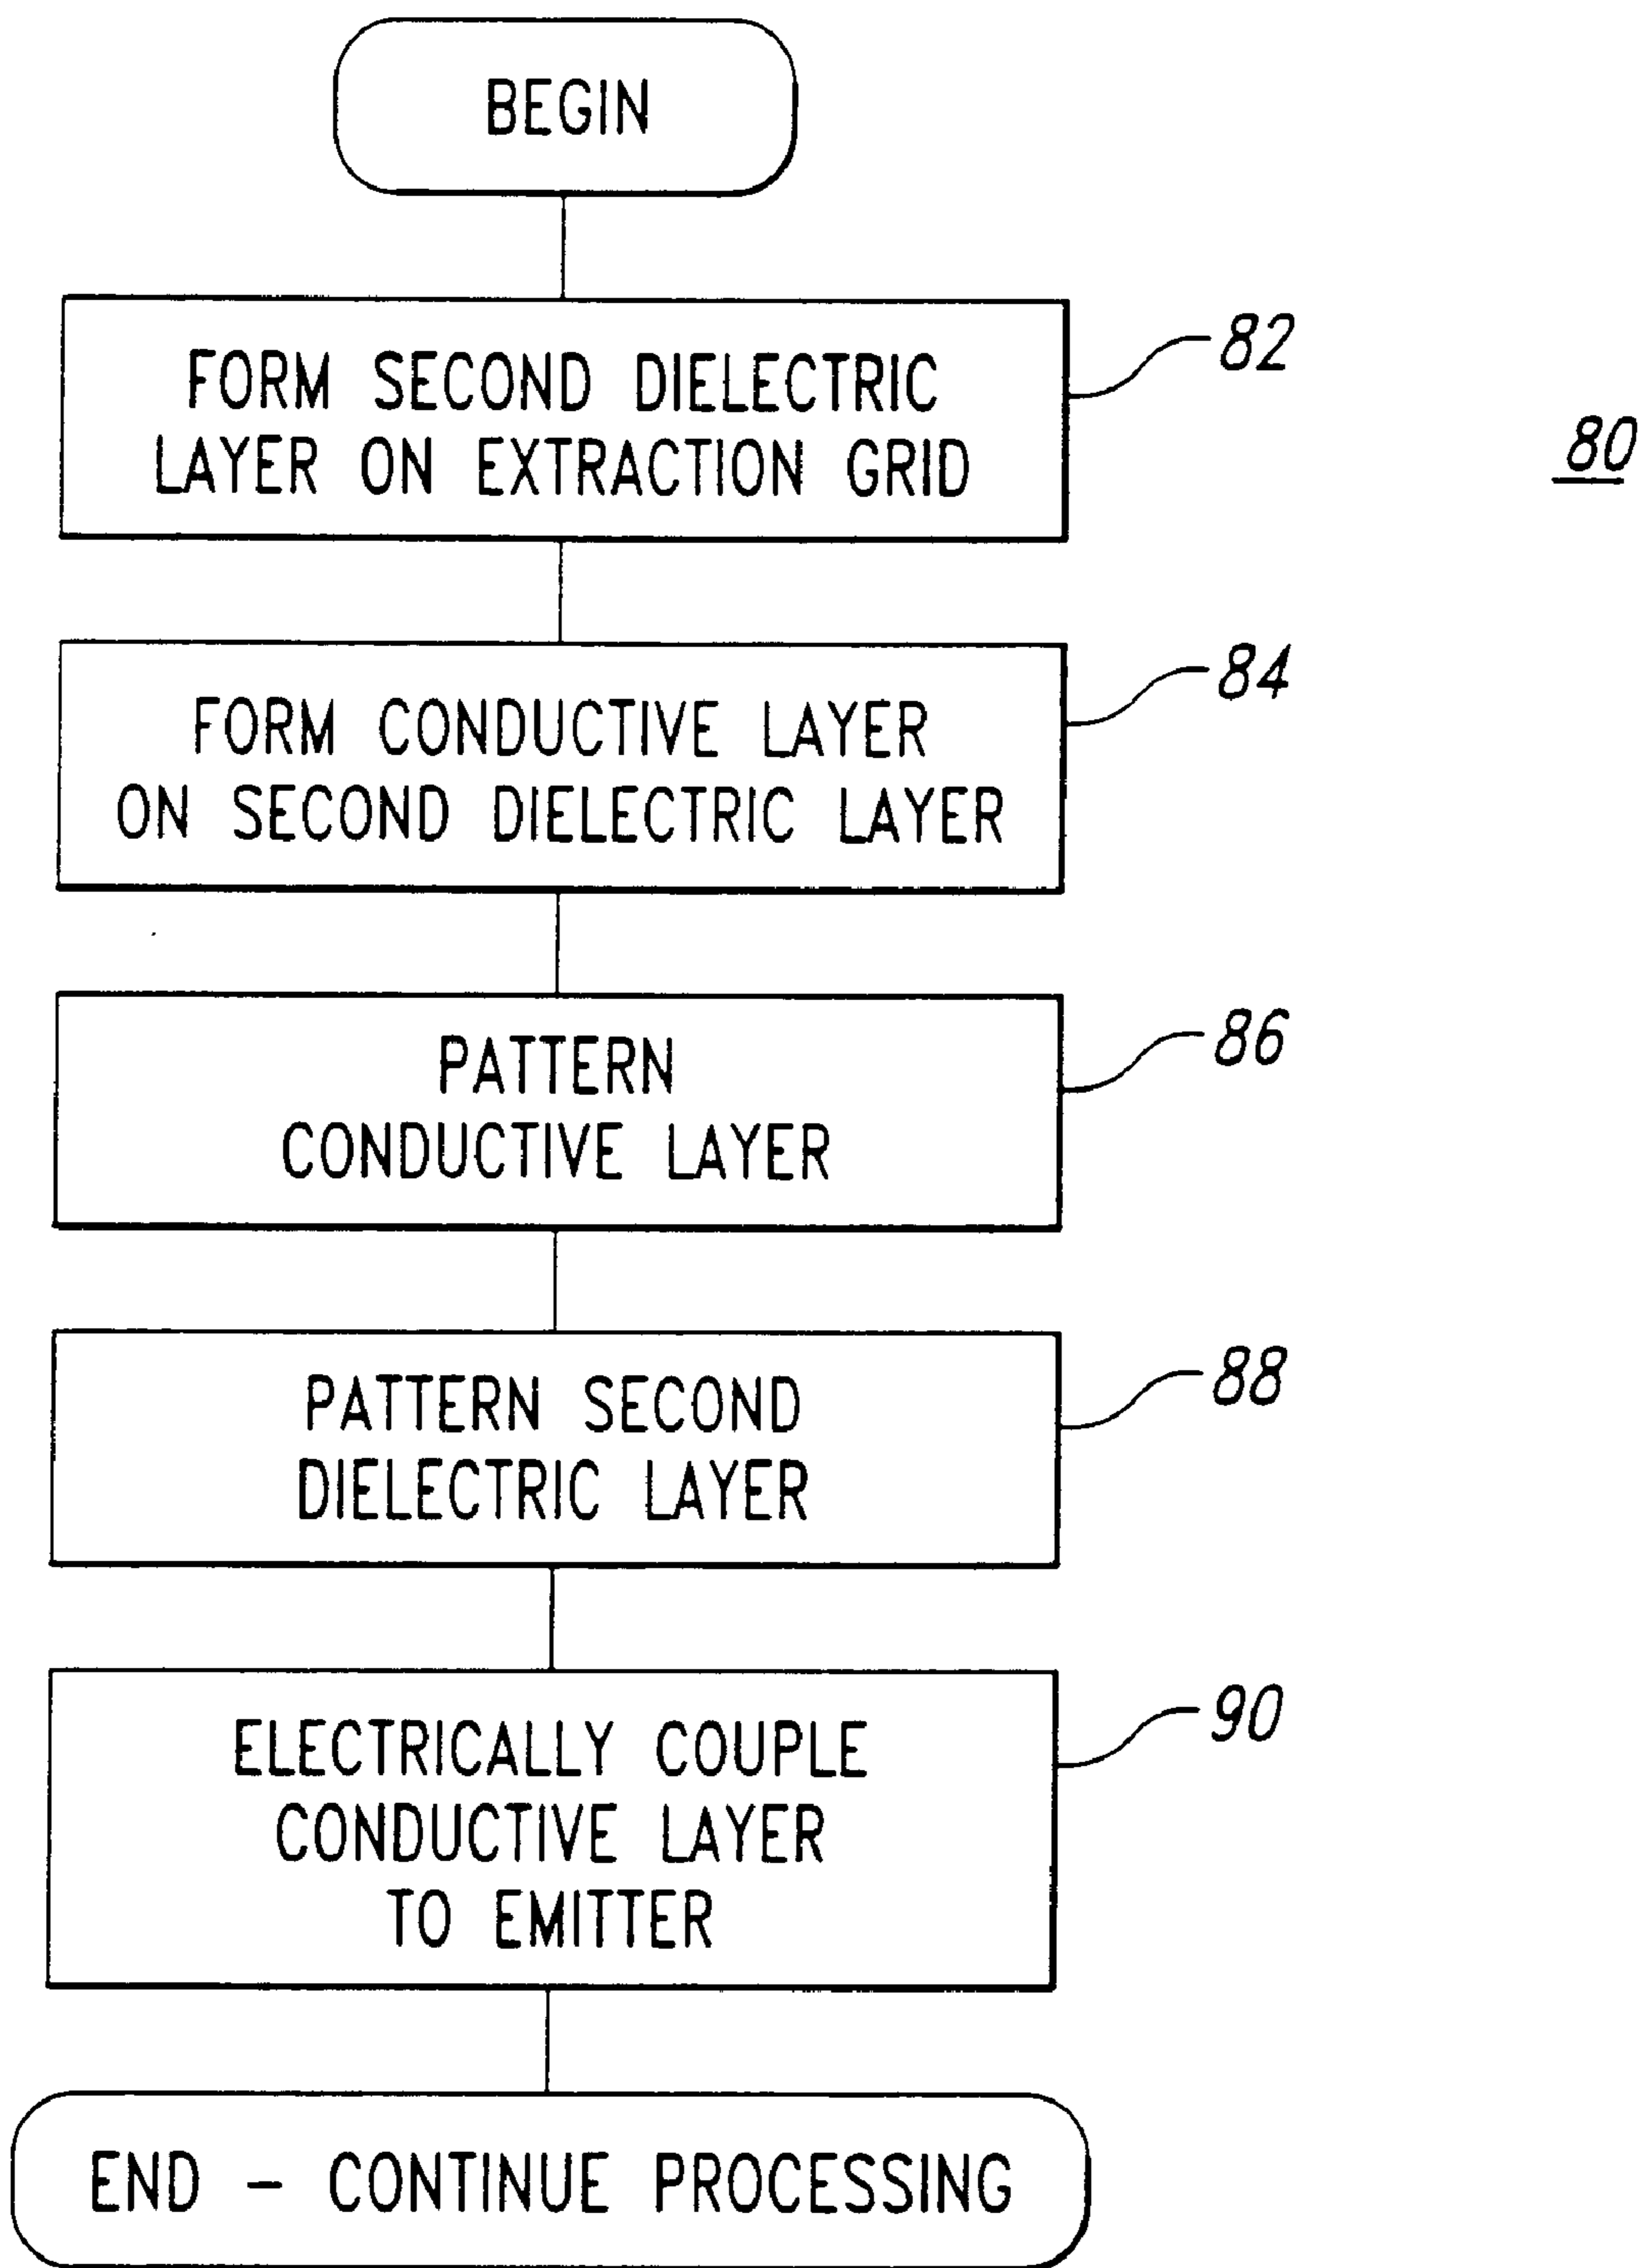 BEGIN
FORM SECOND DIELECTRIC
LAYER ON EXTRACTION GRID
82
80
FORM CONDUCTIVE LAYER
ON SECOND DIELECTRIC LAYER
84
PATTERN
CONDUCTIVE LAYER
86
PATTERN SECOND
DIELECTRIC LAYER
88
ELECTRICALLY COUPLE
CONDUCTIVE LAYER
TO EMITTER
90
END - CONTINUE PROCESSING